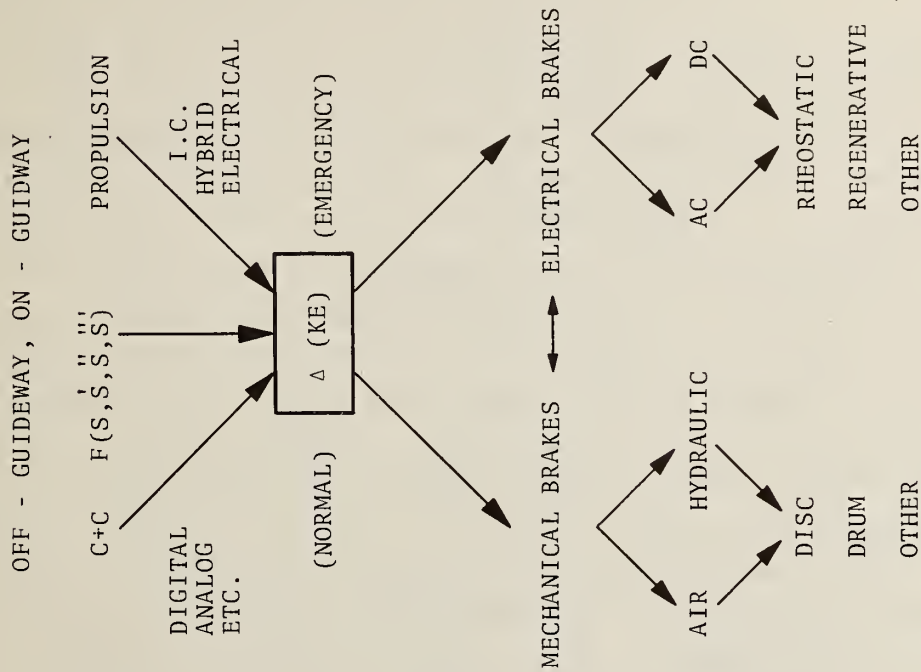 OFF - GUIDEWAY, ON - GUIDWAY
C+C F(S,S',S'',S''') PROPULSION
DIGITAL
ANALOG
ETC.
I.C.
HYBRID
ELECTRICAL
(NORMAL) Δ (KE) (EMERGENCY)
MECHANICAL BRAKES ELECTRICAL BRAKES
AIR HYDRAULIC AC DC
DISC
DRUM
OTHER
RHEOSTATIC
REGENERATIVE
OTHER